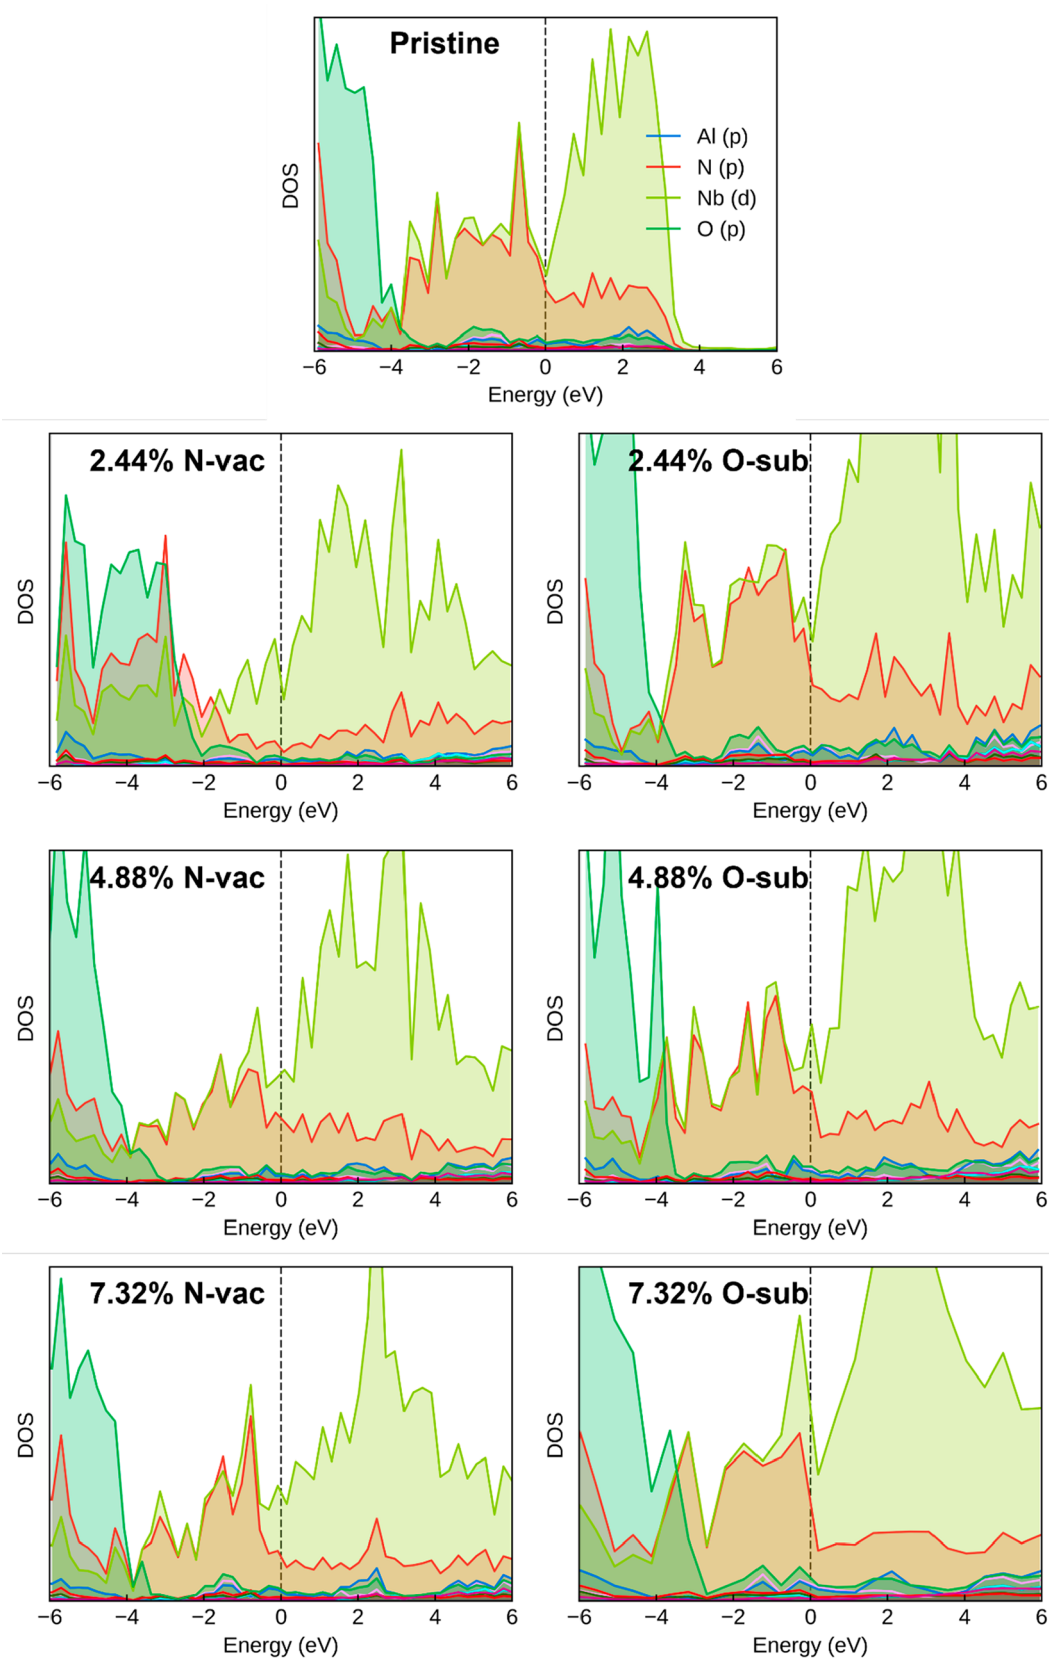 Pristine
DOS
Al (p)
N (p)
Nb (d)
O (p)
−6 −4 −2 0 2 4 6
Energy (eV)
2.44% N-vac
DOS
−6 −4 −2 0 2 4 6
Energy (eV)
2.44% O-sub
DOS
−6 −4 −2 0 2 4 6
Energy (eV)
4.88% N-vac
DOS
−6 −4 −2 0 2 4 6
Energy (eV)
4.88% O-sub
DOS
−6 −4 −2 0 2 4 6
Energy (eV)
7.32% N-vac
DOS
−6 −4 −2 0 2 4 6
Energy (eV)
7.32% O-sub
DOS
−6 −4 −2 0 2 4 6
Energy (eV)